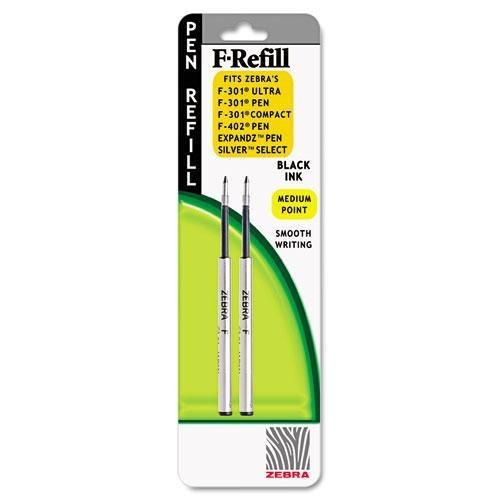 PEN REFILL
F-Refill
FITS ZEBRA'S
F-301® ULTRA
F-301® PEN
F-301® COMPACT
F-402® PEN
EXPANDZ™ PEN
SILVER™ SELECT
BLACK
INK
MEDIUM
POINT
SMOOTH
WRITING
ZEBRA F
ZEBRA F
ZEBRA